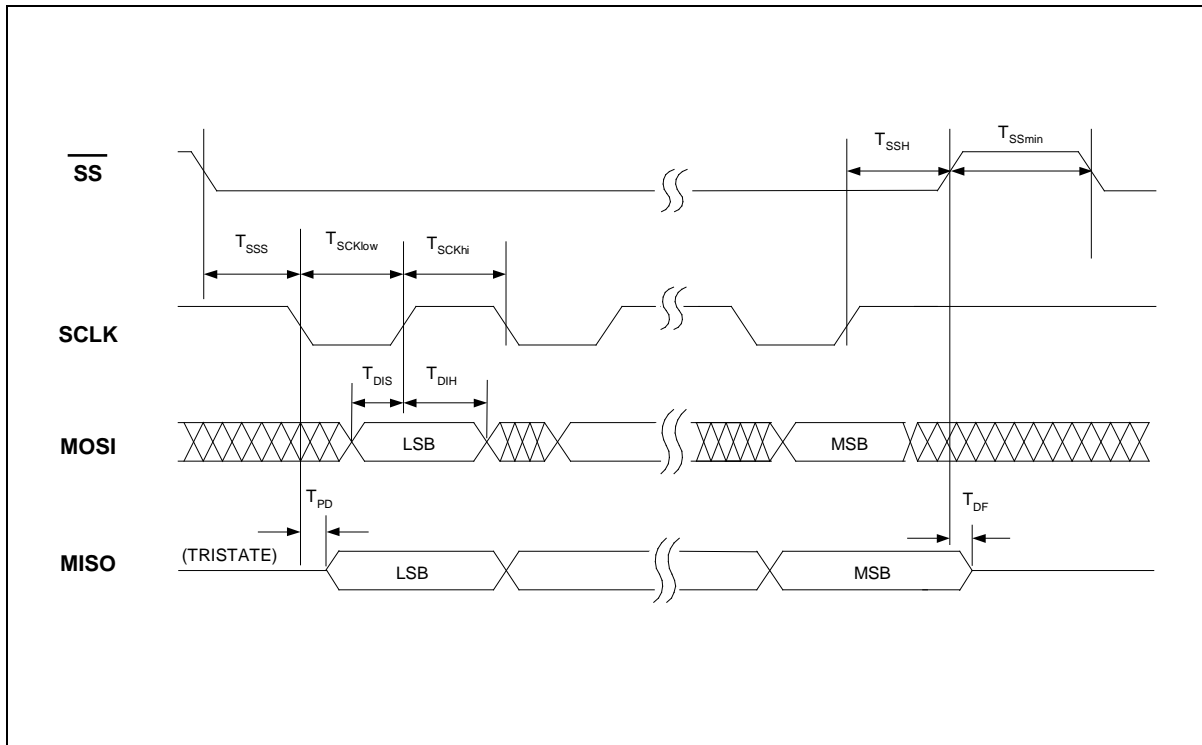 SS
T_SSH
T_SSmin
T_SSS
T_SCKlow
T_SCKhi
SCLK
T_DIS
T_DIH
MOSI
LSB
MSB
T_PD
T_DF
MISO
(TRISTATE)
LSB
MSB